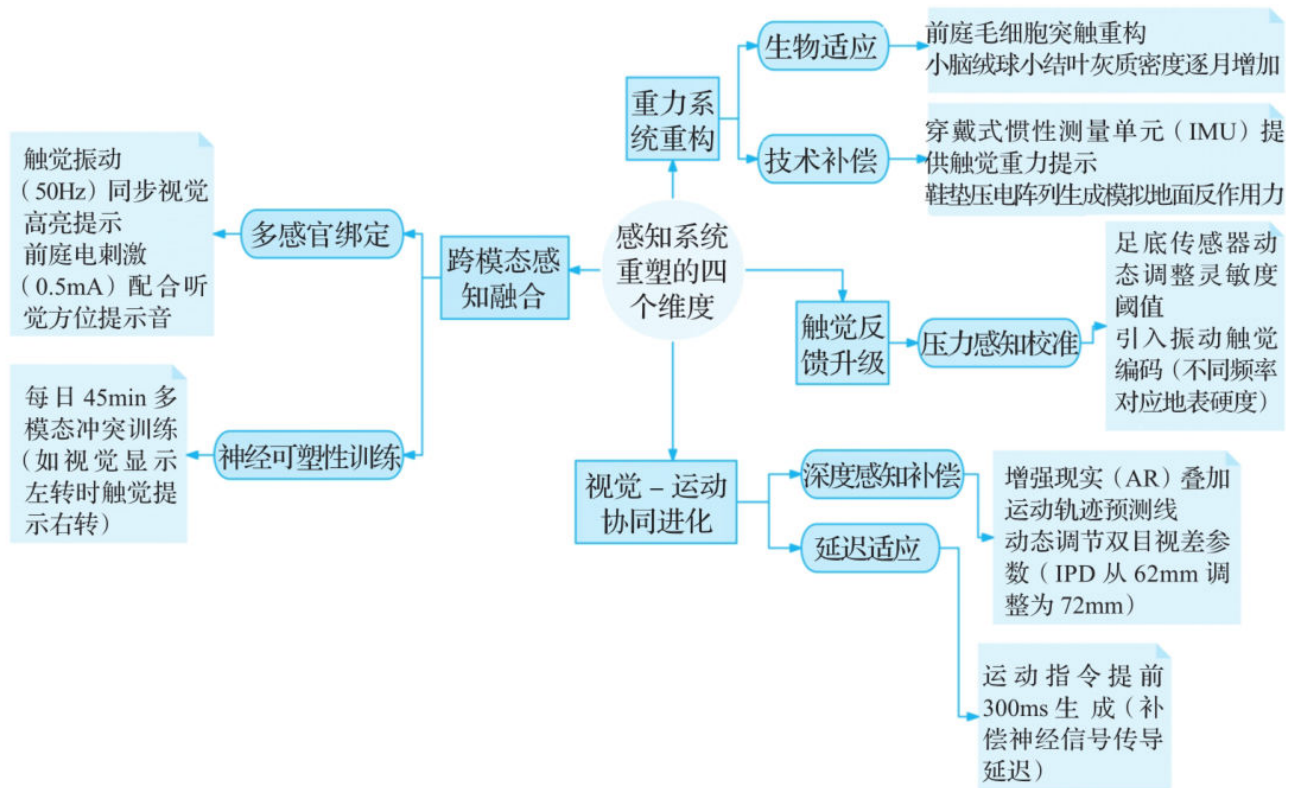 感知系统
重塑的四
个维度
重力系
统重构
生物适应
前庭毛细胞突触重构
小脑绒球小结叶灰质密度逐月增加
技术补偿
穿戴式惯性测量单元（IMU）提
供触觉重力提示
鞋垫压电阵列生成模拟地面反作用力
触觉反
馈升级
压力感知校准
足底传感器动
态调整灵敏度
阈值
引入振动触觉
编码（不同频率
对应地表硬度）
视觉－运动
协同进化
深度感知补偿
增强现实（AR）叠加
运动轨迹预测线
动态调节双目视差参
数（IPD 从 62mm 调
整为 72mm）
延迟适应
运动指令提前
300ms 生 成（补
偿神经信号传导
延迟）
跨模态感
知融合
多感官绑定
触觉振动
（50Hz）同步视觉
高亮提示
前庭电刺激
（0.5mA）配合听
觉方位提示音
神经可塑性训练
每日 45min 多
模态冲突训练
（如视觉显示
左转时触觉提
示右转）